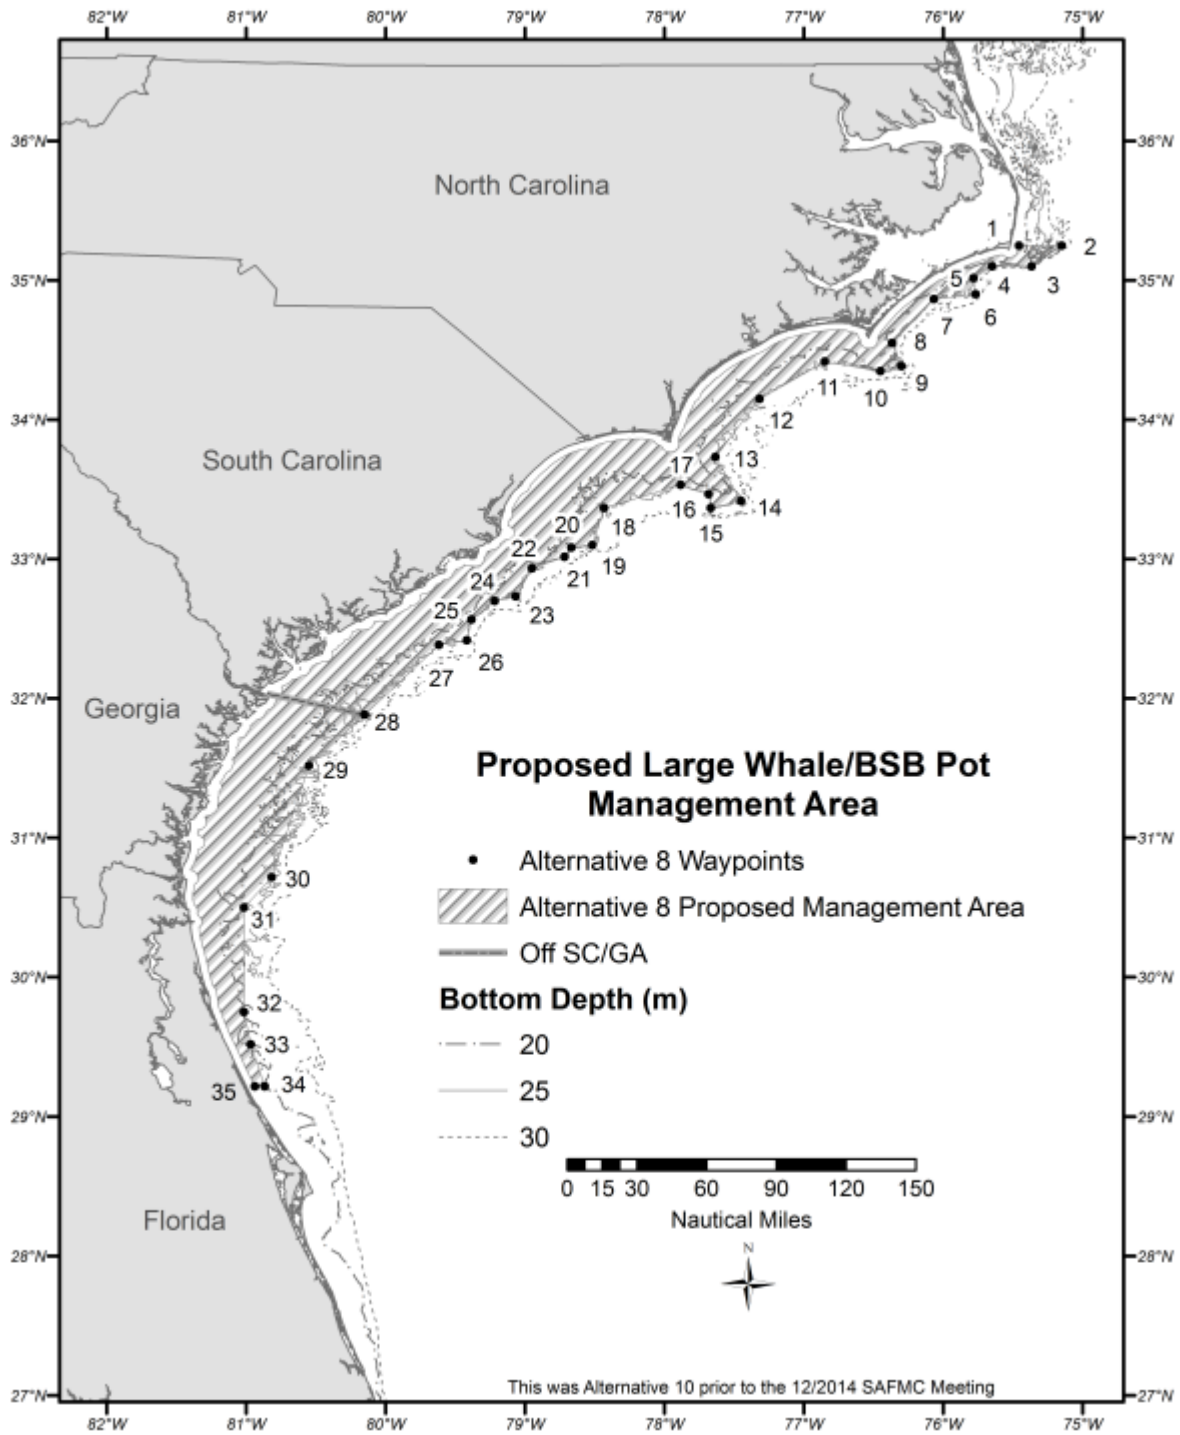 82°W 81°W 80°W 79°W 78°W 77°W 76°W 75°W
36°N 36°N
North Carolina
1 2
35°N 35°N
5 4 3
7 6
8
11 10 9
34°N 34°N
12
South Carolina
17 13
16 14
20 18 15
33°N 33°N
22 21 19
24
25 23
27 26
32°N 32°N
Georgia
28
29
Proposed Large Whale/BSB Pot
Management Area
31°N 31°N
Alternative 8 Waypoints
30
31
Alternative 8 Proposed Management Area
Off SC/GA
30°N 30°N
32
Bottom Depth (m)
33
20
35 34
25
29°N 29°N
30
0 15 30 60 90 120 150
Nautical Miles
Florida
N
28°N 28°N
This was Alternative 10 prior to the 12/2014 SAFMC Meeting
27°N 27°N
82°W 81°W 80°W 79°W 78°W 77°W 76°W 75°W